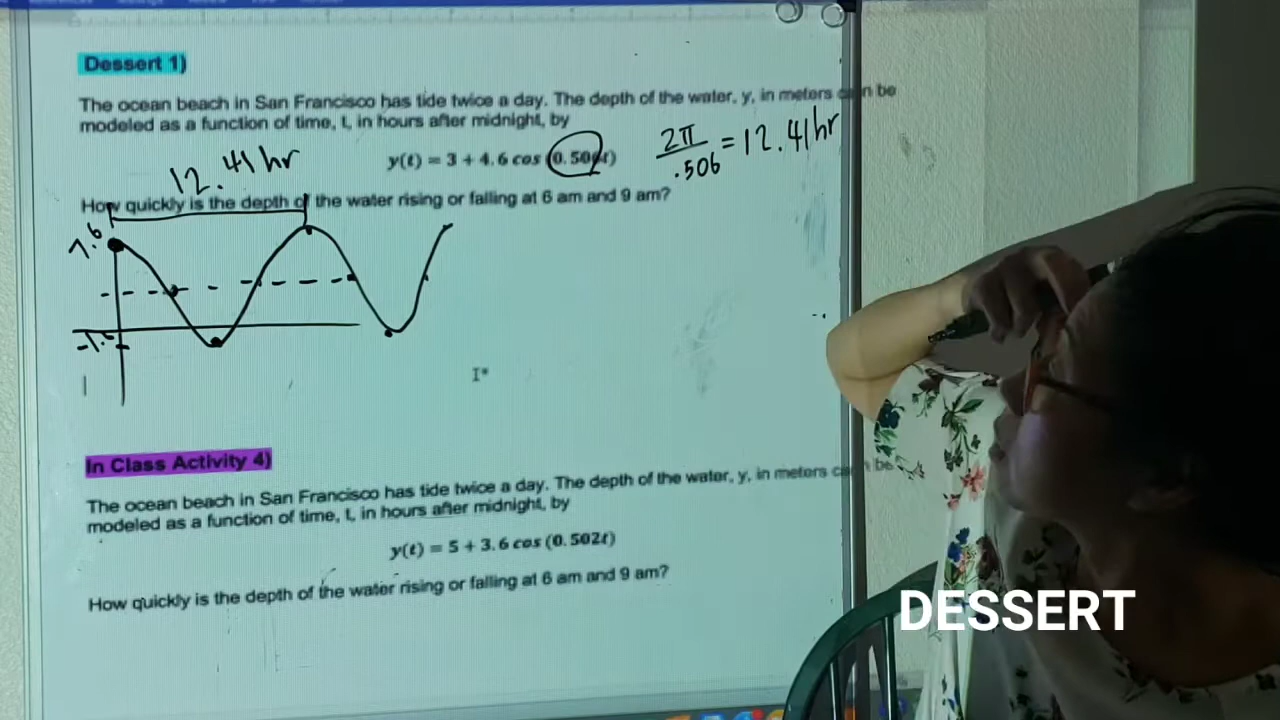 Dessert 1)
The ocean beach in San Francisco has tide twice a day. The depth of the water, y, in meters can be
modeled as a function of time, t, in hours after midnight, by
y(t) = 3 + 4.6 cos (0.506t)
2π/.506 = 12.41 hr
12.41 hr
How quickly is the depth of the water rising or falling at 6 am and 9 am?
7.6
In Class Activity 4)
The ocean beach in San Francisco has tide twice a day. The depth of the water, y, in meters can be
modeled as a function of time, t, in hours after midnight, by
y(t) = 5 + 3.6 cos (0.502t)
How quickly is the depth of the water rising or falling at 6 am and 9 am?
DESSERT